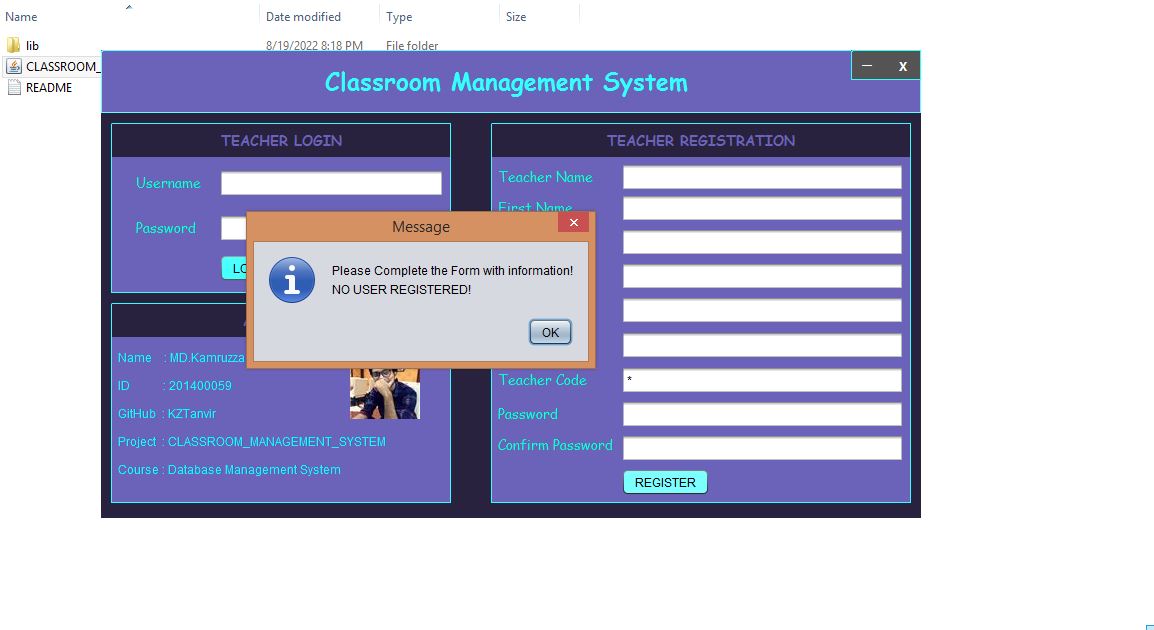 Name Date modified Type Size
lib 8/19/2022 8:18 PM File folder
CLASSROOM_
README
Classroom Management System
— X
TEACHER LOGIN
Username
Password
TEACHER REGISTRATION
Teacher Name
First Name
Teacher Code *
Password
Confirm Password
REGISTER
Message
Please Complete the Form with information!
NO USER REGISTERED!
OK
Name : MD.Kamruzza
ID : 201400059
GitHub : KZTanvir
Project : CLASSROOM_MANAGEMENT_SYSTEM
Course : Database Management System